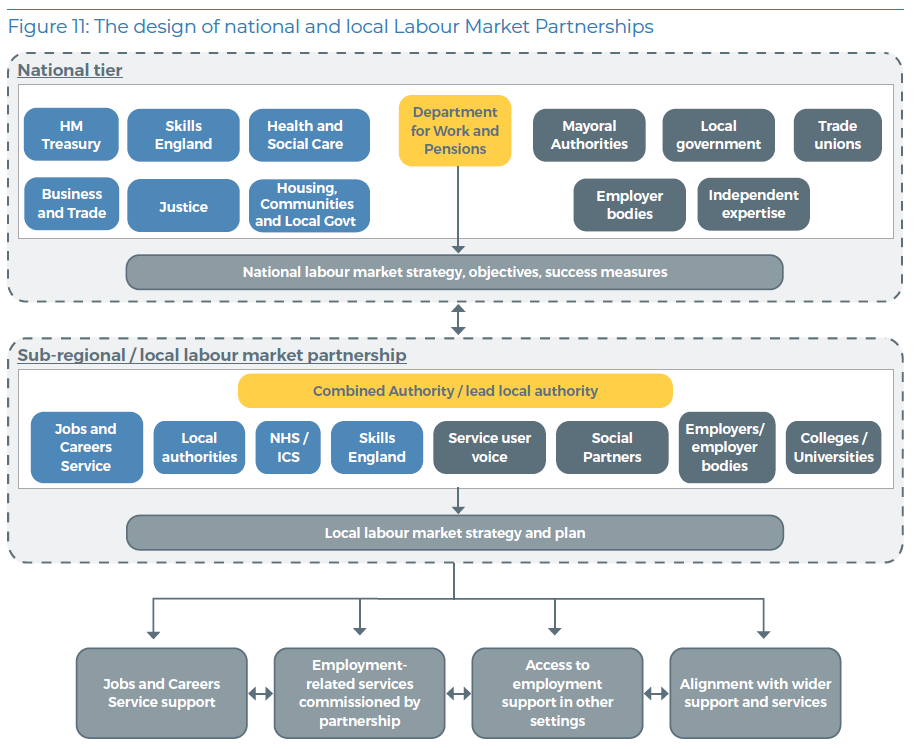 Figure 11: The design of national and local Labour Market Partnerships
National tier
HM
Treasury
Skills
England
Health and
Social Care
Department
for Work and
Pensions
Mayoral
Authorities
Local
government
Trade
unions
Business
and Trade
Justice
Housing,
Communities
and Local Govt
Employer
bodies
Independent
expertise
National labour market strategy, objectives, success measures
Sub-regional / local labour market partnership
Combined Authority / lead local authority
Jobs and
Careers
Service
Local
authorities
NHS /
ICS
Skills
England
Service user
voice
Social
Partners
Employers/
employer
bodies
Colleges /
Universities
Local labour market strategy and plan
Jobs and Careers
Service support
Employment-
related services
commissioned by
partnership
Access to
employment
support in other
settings
Alignment with wider
support and services